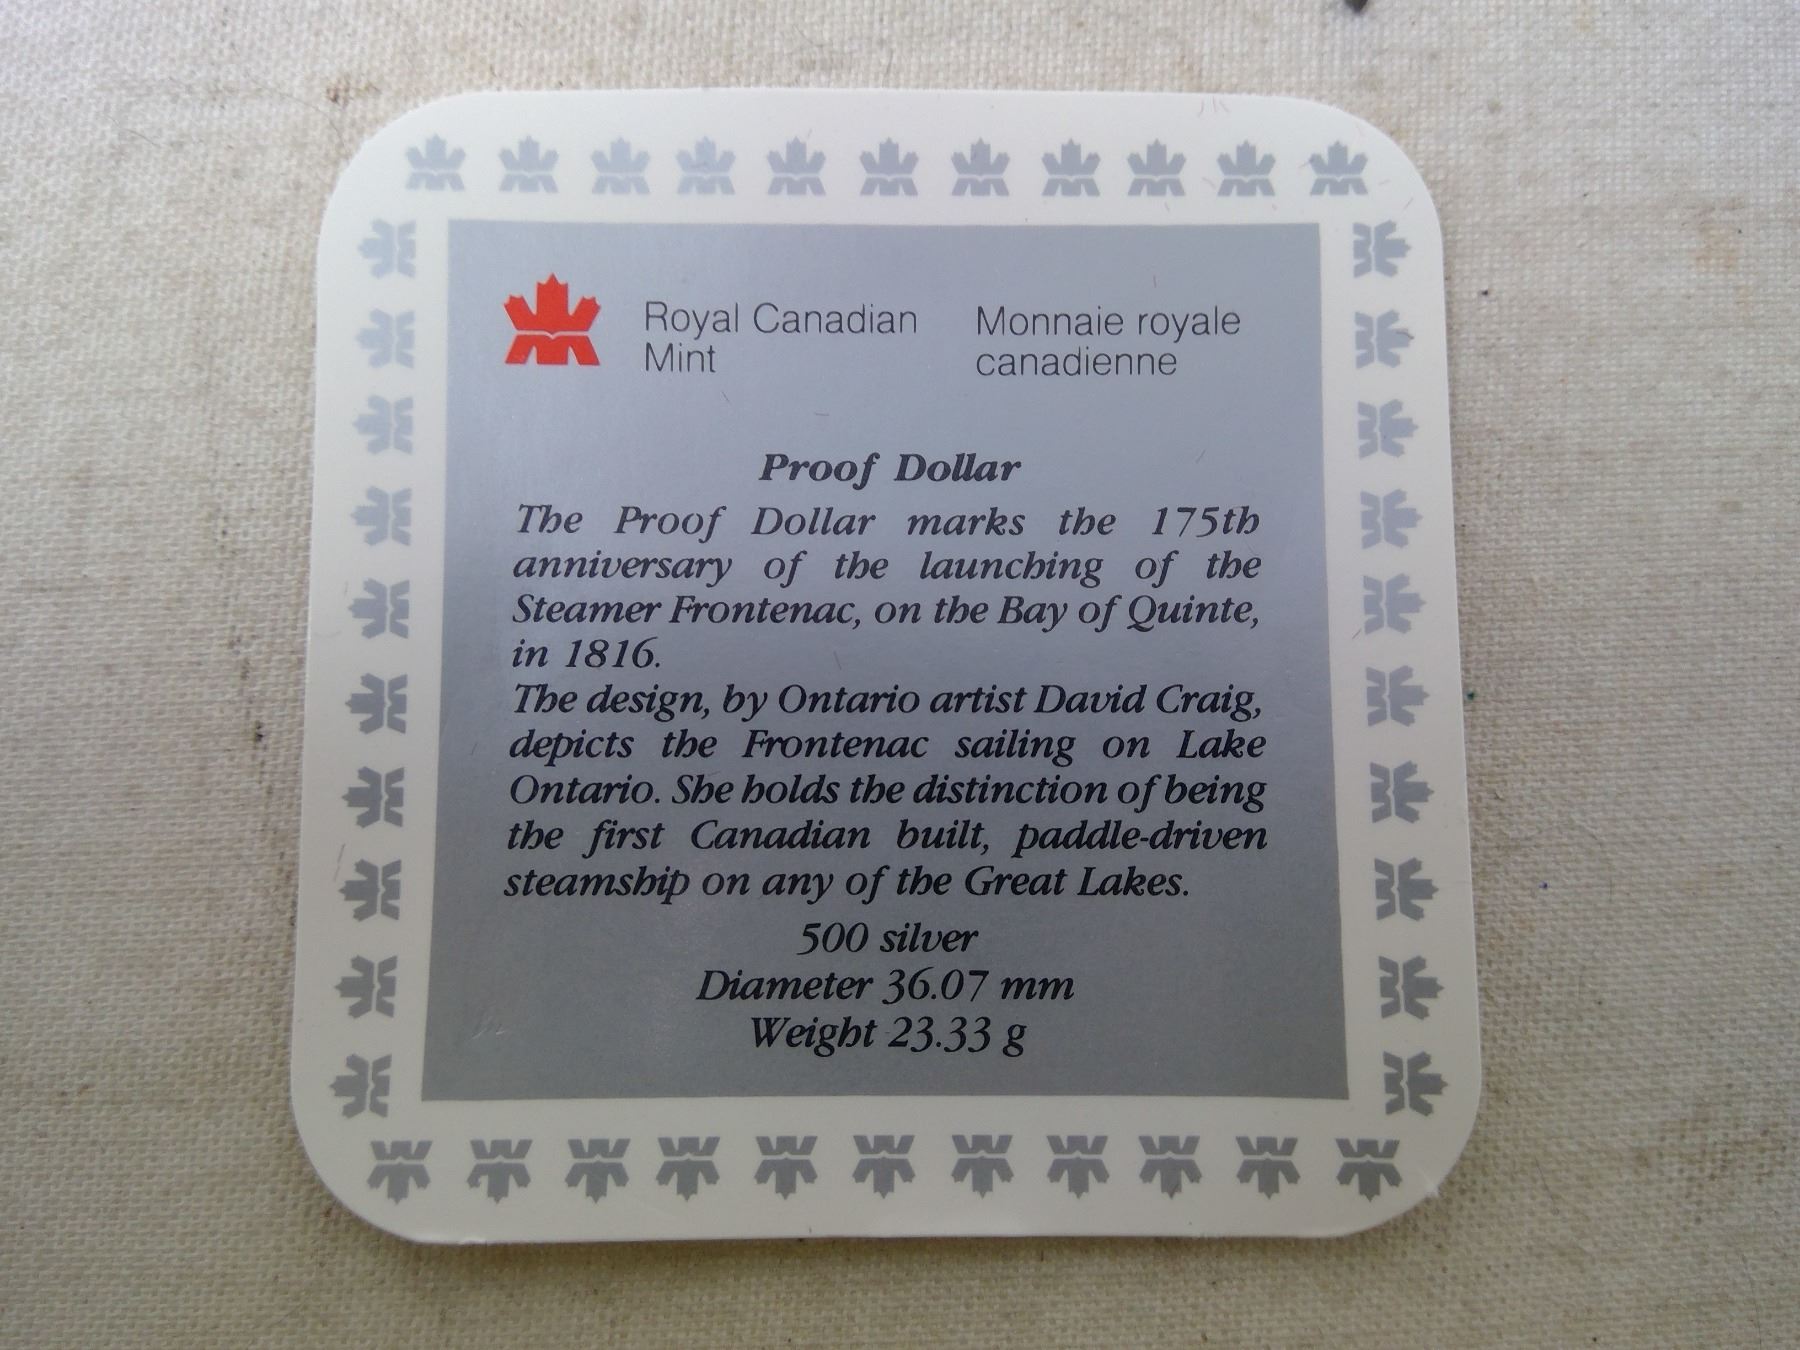 Royal Canadian
Mint
Monnaie royale
canadienne
Proof Dollar
The Proof Dollar marks the 175th
anniversary of the launching of the
Steamer Frontenac, on the Bay of Quinte,
in 1816.
The design, by Ontario artist David Craig,
depicts the Frontenac sailing on Lake
Ontario. She holds the distinction of being
the first Canadian built, paddle-driven
steamship on any of the Great Lakes.
500 silver
Diameter 36.07 mm
Weight 23.33 g